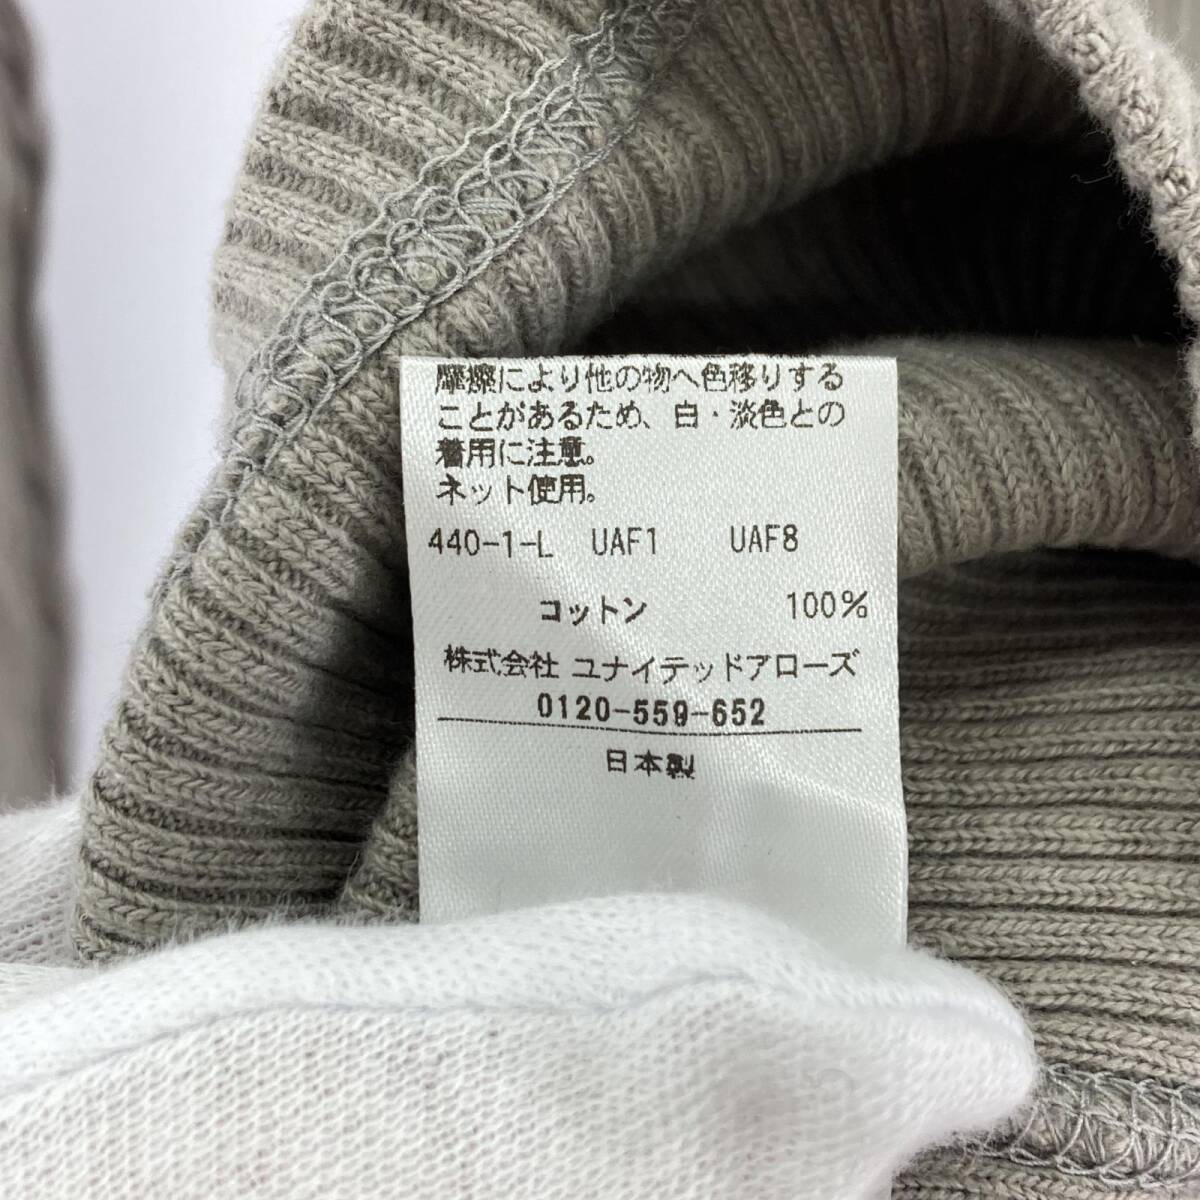 摩擦により他の物へ色移りする
ことがあるため、白・淡色との
着用に注意。
ネット使用。
440-1-L UAF1 UAF8
コットン 100%
株式会社 ユナイテッドアローズ
0120-559-652
日本製